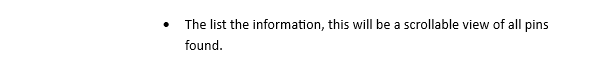 • The list the information, this will be a scrollable view of all pins
found.